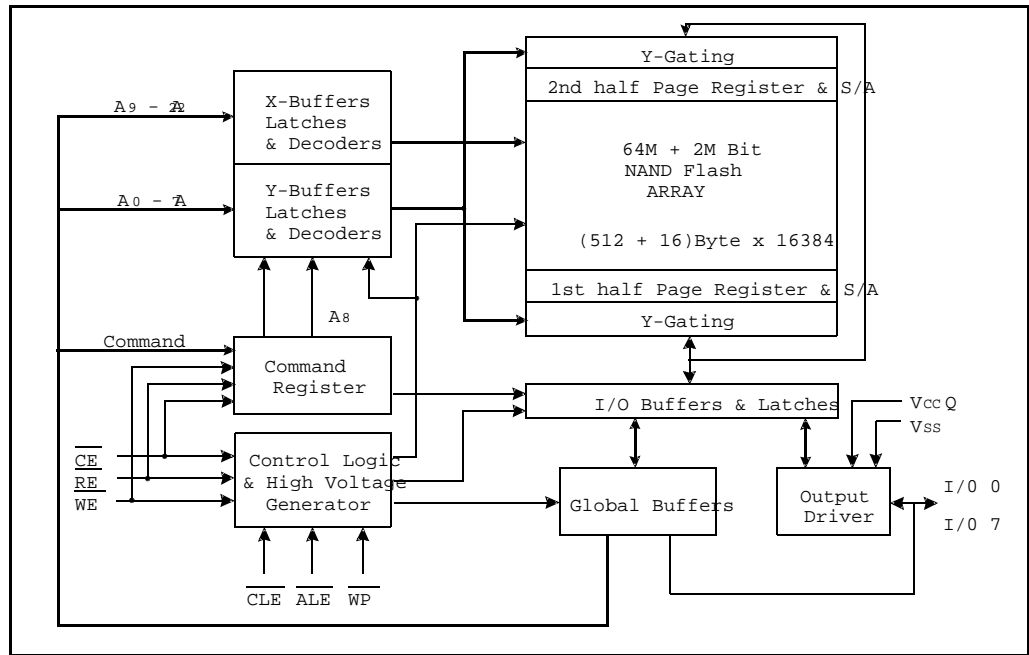 Y-Gating
2nd half Page Register & S/A
A9 - A22
X-Buffers
Latches
& Decoders
64M + 2M Bit
NAND Flash
ARRAY
A0 - A7
Y-Buffers
Latches
& Decoders
(512 + 16)Byte x 16384
1st half Page Register & S/A
A8
Y-Gating
Command
Command
Register
I/O Buffers & Latches
VCCQ
VSS
CE
RE
WE
Control Logic
& High Voltage
Generator
Global Buffers
Output
Driver
I/0 0
I/0 7
CLE ALE WP